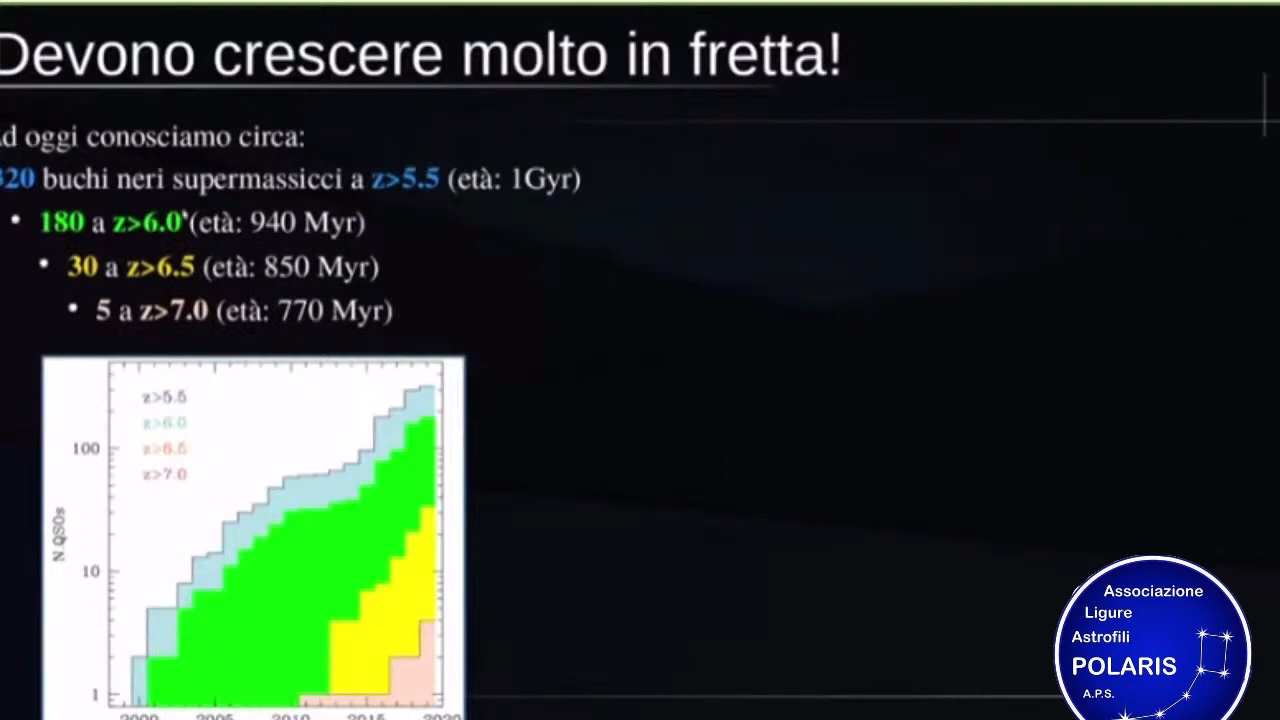 Devono crescere molto in fretta!
d oggi conosciamo circa:
320 buchi neri supermassicci a z>5.5 (età: 1Gyr)
• 180 a z>6.0 (età: 940 Myr)
• 30 a z>6.5 (età: 850 Myr)
• 5 a z>7.0 (età: 770 Myr)
z>5.5
z>6.0
z>6.5
z>7.0
100
10
1
N QSOs
2000 2005 2010 2015 2020
Associazione
Ligure
Astrofili
POLARIS
A.P.S.